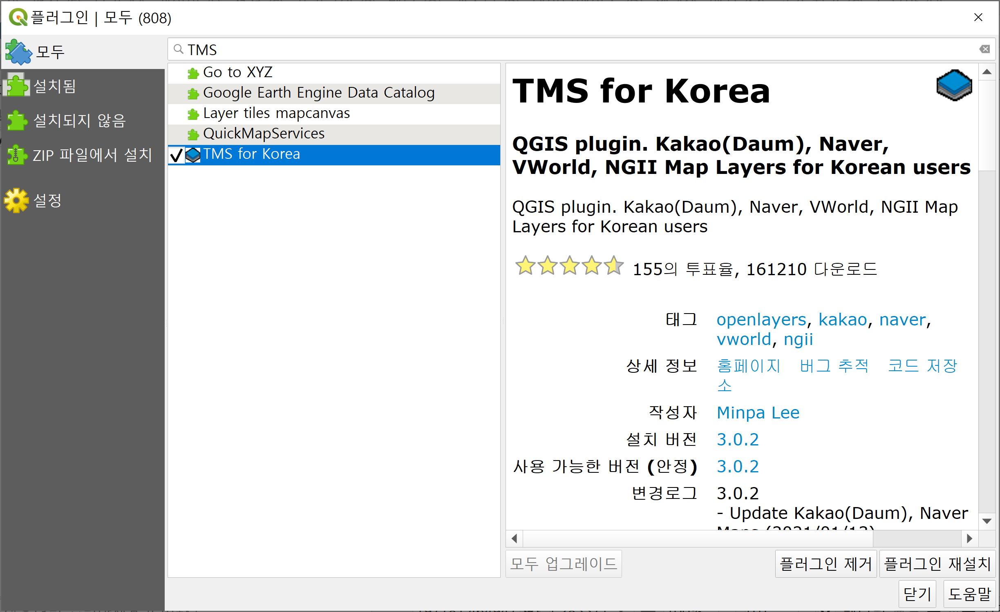 플러그인 | 모두 (808)
모두
설치됨
설치되지 않음
ZIP 파일에서 설치
설정
TMS
Go to XYZ
Google Earth Engine Data Catalog
Layer tiles mapcanvas
QuickMapServices
TMS for Korea
TMS for Korea
QGIS plugin. Kakao(Daum), Naver,
VWorld, NGII Map Layers for Korean users
QGIS plugin. Kakao(Daum), Naver, VWorld, NGII Map
Layers for Korean users
155의 투표율, 161210 다운로드
태그 openlayers, kakao, naver,
vworld, ngii
상세 정보 홈페이지 버그 추적 코드 저장
소
작성자 Minpa Lee
설치 버전 3.0.2
사용 가능한 버전 (안정) 3.0.2
변경로그 3.0.2
- Update Kakao(Daum), Naver
Maps (2021/01/13)
모두 업그레이드
플러그인 제거
플러그인 재설치
닫기
도움말